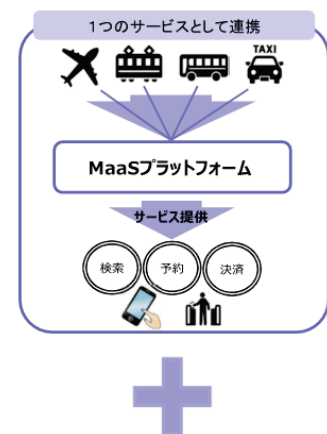 1つのサービスとして連携
TAXI
MaaSプラットフォーム
サービス提供
検索
予約
決済